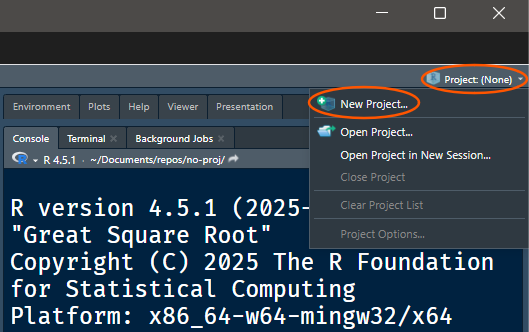 Project: (None)
Environment Plots Help Viewer Presentation
New Project...
Open Project...
Open Project in New Session...
Close Project
Clear Project List
Project Options...
Console Terminal Background Jobs
R 4.5.1 · ~/Documents/repos/no-proj/
R version 4.5.1 (2025-
"Great Square Root"
Copyright (C) 2025 The R Foundation
for Statistical Computing
Platform: x86_64-w64-mingw32/x64